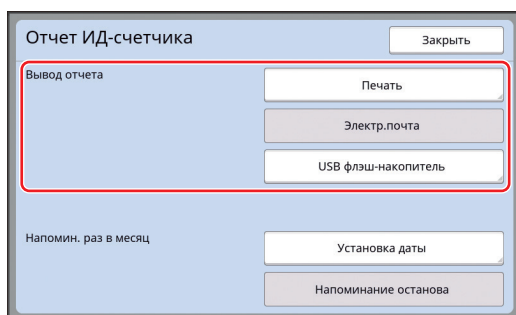 Отчет ИД-счетчика
Закрыть
Вывод отчета
Печать
Электр.почта
USB флэш-накопитель
Напомин. раз в месяц
Установка даты
Напоминание останова